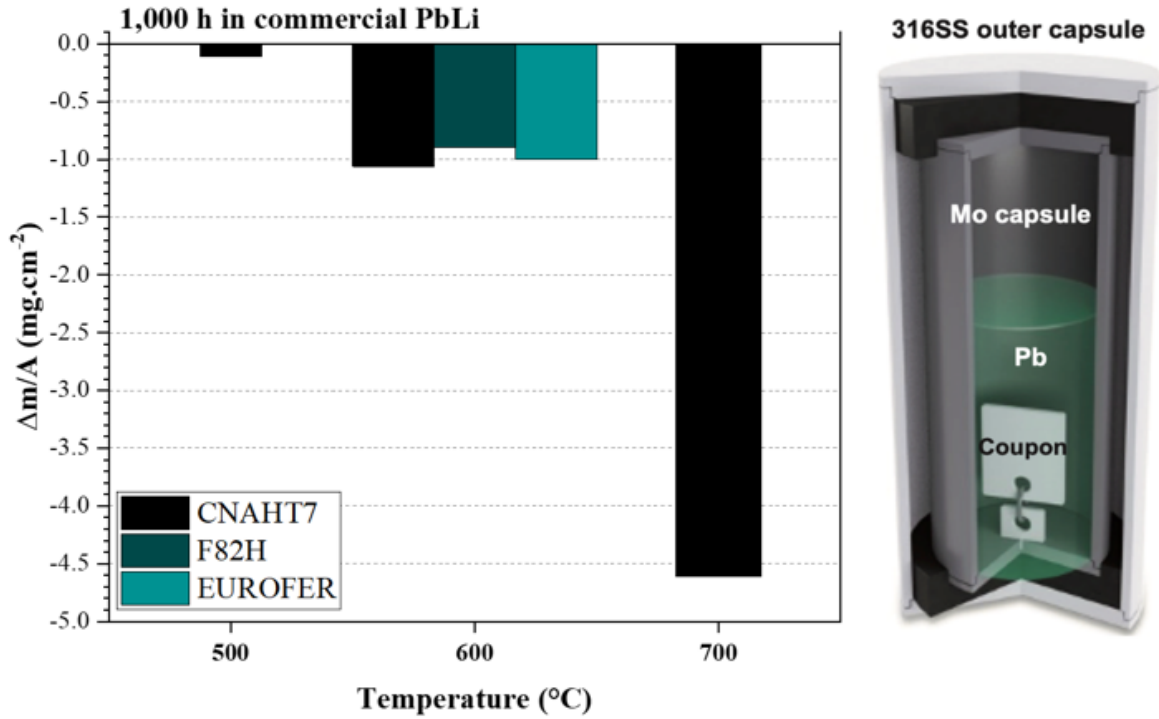 1,000 h in commercial PbLi
0.0
-0.5
-1.0
-1.5
-2.0
-2.5
-3.0
-3.5
-4.0
-4.5
-5.0
Δm/A (mg.cm⁻²)
CNAHT7
F82H
EUROFER
500 600 700
Temperature (°C)
316SS outer capsule
Mo capsule
Pb
Coupon